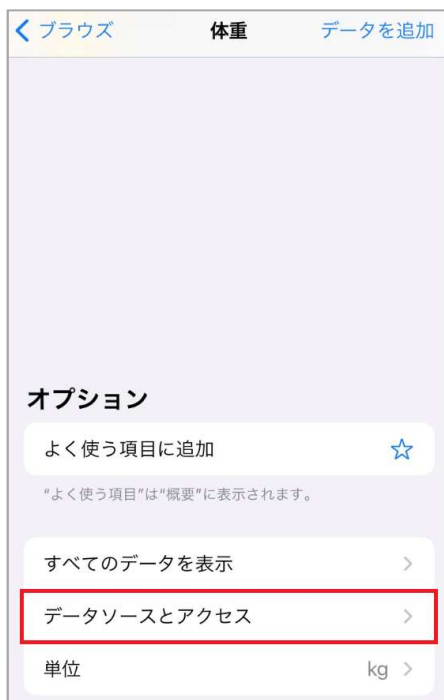 ブラウズ 体重 データを追加
オプション
よく使う項目に追加
“よく使う項目”は“概要”に表示されます。
すべてのデータを表示
データソースとアクセス
単位 kg